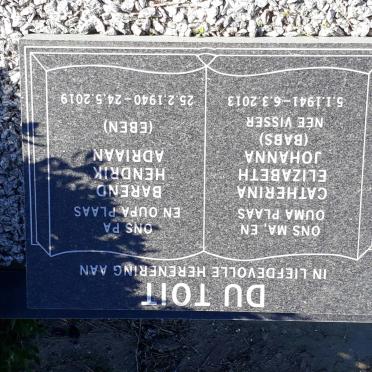 DU TOIT
IN LIEFDEVOLLE HERENERING AAN
ONS MA, EN
OUMA PLAAS
CATHERINA
ELIZABETH
JOHANNA
(BABS)
NEE VISSER
5.1.1941-6.3.2013
ONS PA
EN OUPA PLAAS
BAREND
HENDRIK
ADRIAAN
(EBEN)
25.2.1940-24.5.2019